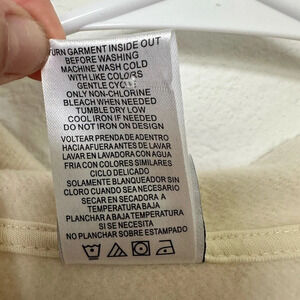 TURN GARMENT INSIDE OUT
BEFORE WASHING
MACHINE WASH COLD
WITH LIKE COLORS
GENTLE CYCLE
ONLY NON-CHLORINE
BLEACH WHEN NEEDED
TUMBLE DRY LOW
COOL IRON IF NEEDED
DO NOT IRON ON DESIGN
VOLTEAR PRENDA DE ADENTRO
HACIA AFUERA ANTES DE LAVAR
LAVAR EN LAVADORA CON AGUA
FRIA CON COLORES SIMILARES
CICLO DELICADO
SOLAMENTE BLANQUEADOR SIN
CLORO CUANDO SEA NECESARIO
SECAR EN SECADORA A
TEMPERATURA BAJA
PLANCHAR A BAJA TEMPERATURA
SI SE NECESITA
NO PLANCHAR SOBRE ESTAMPADO